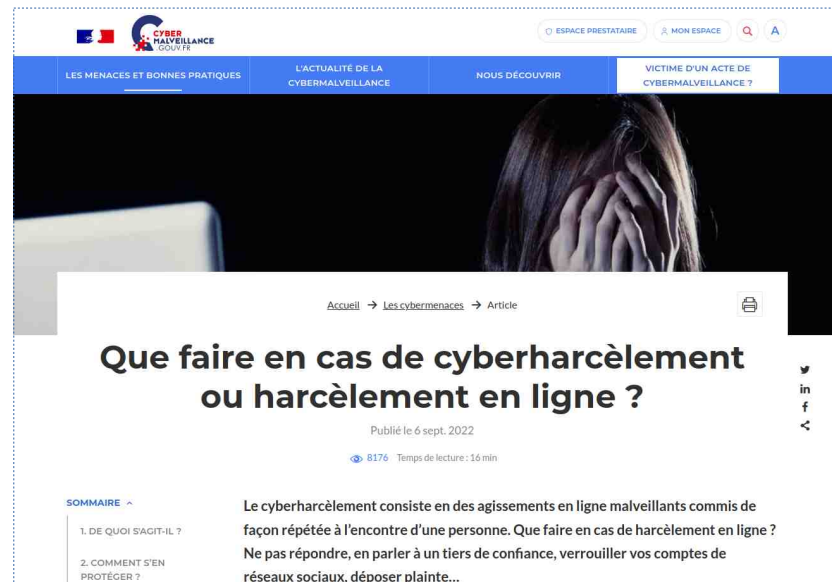 CYBER
MALVEILLANCE
.GOUV.FR
ESPACE PRESTATAIRE
MON ESPACE
A
LES MENACES ET BONNES PRATIQUES
L'ACTUALITÉ DE LA
CYBERMALVEILLANCE
NOUS DÉCOUVRIR
VICTIME D'UN ACTE DE
CYBERMALVEILLANCE ?
Accueil → Les cybermenaces → Article
Que faire en cas de cyberharcèlement
ou harcèlement en ligne ?
Publié le 6 sept. 2022
8176 Temps de lecture : 16 min
SOMMAIRE
1. DE QUOI S'AGIT-IL ?
2. COMMENT S'EN
PROTÉGER ?
Le cyberharcèlement consiste en des agissements en ligne malveillants commis de
façon répétée à l'encontre d'une personne. Que faire en cas de harcèlement en ligne ?
Ne pas répondre, en parler à un tiers de confiance, verrouiller vos comptes de
réseaux sociaux, déposer plainte…